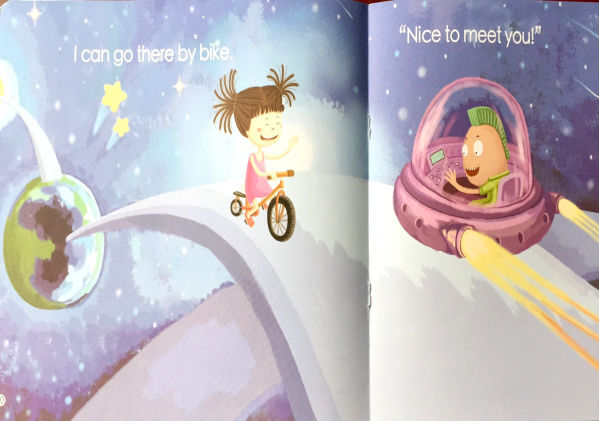 I can go there by bike.
“Nice to meet you!”